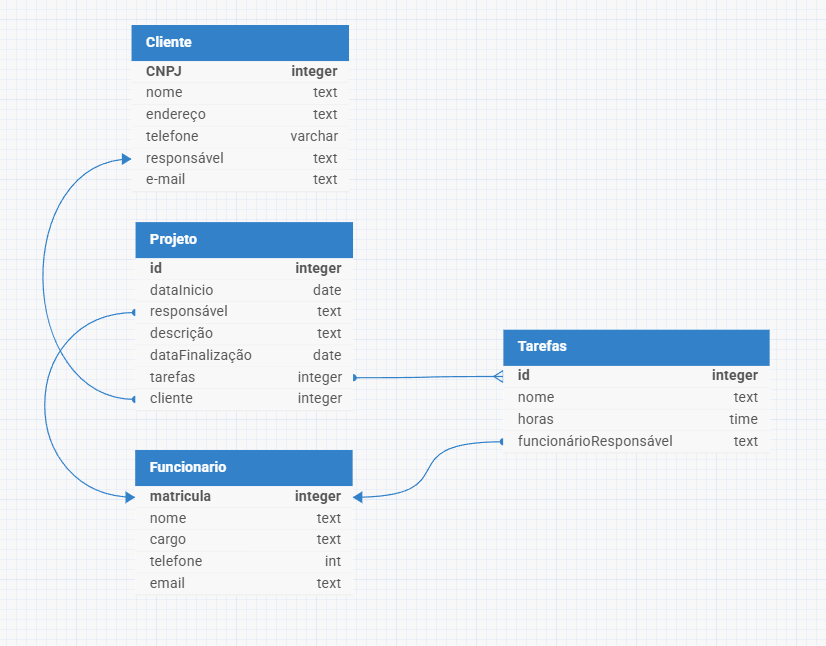 Cliente
CNPJ integer
nome text
endereço text
telefone varchar
responsável text
e-mail text
Projeto
id integer
dataInicio date
responsável text
descrição text
dataFinalização date
tarefas integer
cliente integer
Tarefas
id integer
nome text
horas time
funcionárioResponsável text
Funcionario
matricula integer
nome text
cargo text
telefone int
email text